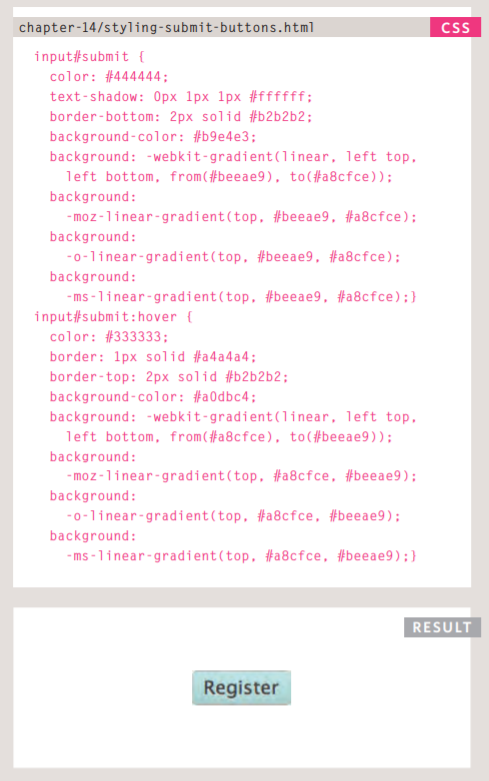 chapter-14/styling-submit-buttons.html CSS
input#submit {
color: #444444;
text-shadow: 0px 1px 1px #ffffff;
border-bottom: 2px solid #b2b2b2;
background-color: #b9e4e3;
background: -webkit-gradient(linear, left top,
left bottom, from(#beeae9), to(#a8cfce));
background:
-moz-linear-gradient(top, #beeae9, #a8cfce);
background:
-o-linear-gradient(top, #beeae9, #a8cfce);
background:
-ms-linear-gradient(top, #beeae9, #a8cfce);}
input#submit:hover {
color: #333333;
border: 1px solid #a4a4a4;
border-top: 2px solid #b2b2b2;
background-color: #a0dbc4;
background: -webkit-gradient(linear, left top,
left bottom, from(#a8cfce), to(#beeae9));
background:
-moz-linear-gradient(top, #a8cfce, #beeae9);
background:
-o-linear-gradient(top, #a8cfce, #beeae9);
background:
-ms-linear-gradient(top, #a8cfce, #beeae9);}
RESULT
Register